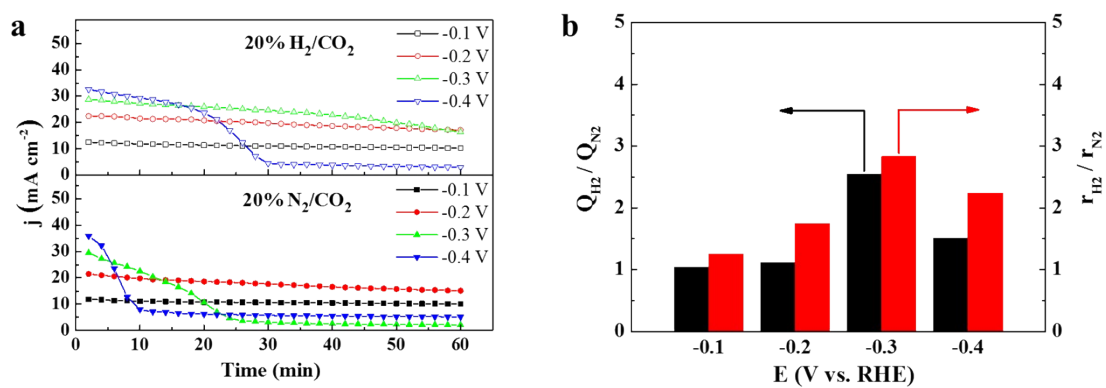 a
20% H2/CO2
-0.1 V
-0.2 V
-0.3 V
-0.4 V
50
40
30
20
10
0
20% N2/CO2
-0.1 V
-0.2 V
-0.3 V
-0.4 V
50
40
30
20
10
0
j (mA cm-2)
0 10 20 30 40 50 60
Time (min)
b
5
4
3
2
1
0
QH2 / QN2
5
4
3
2
1
0
rH2 / rN2
-0.1 -0.2 -0.3 -0.4
E (V vs. RHE)